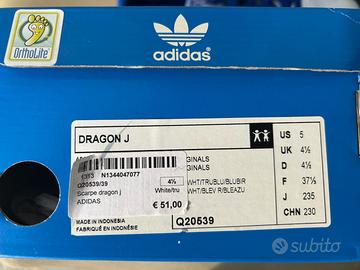 OrthoLite
adidas
DRAGON J
GINALS
GINALS
1313 N1344047077
Q20539/39
4½
WHT/TRUBLU/BLUBIR
Scarpe dragon j
White/tru
WHT/BLEV R/BLEAZU
ADIDAS
€ 51,00
MADE IN INDONESIA
FABRIQUÉ EN INDONÉSIE
Q20539
US 5
UK 4½
D 4½
F 37⅓
J 235
CHN 230
subito